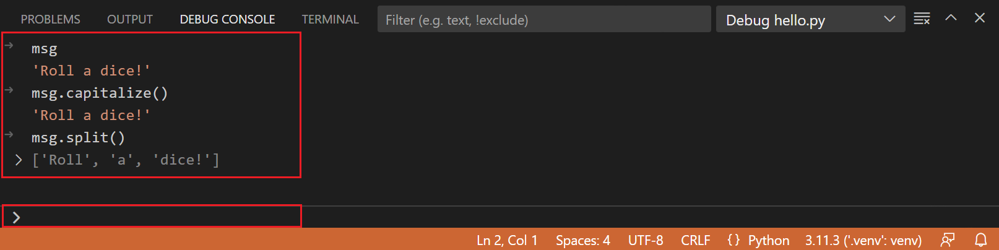 PROBLEMS OUTPUT DEBUG CONSOLE TERMINAL Filter (e.g. text, !exclude) Debug hello.py
msg
'Roll a dice!'
msg.capitalize()
'Roll a dice!'
msg.split()
['Roll', 'a', 'dice!']
Ln 2, Col 1 Spaces: 4 UTF-8 CRLF {} Python 3.11.3 ('.venv': venv)